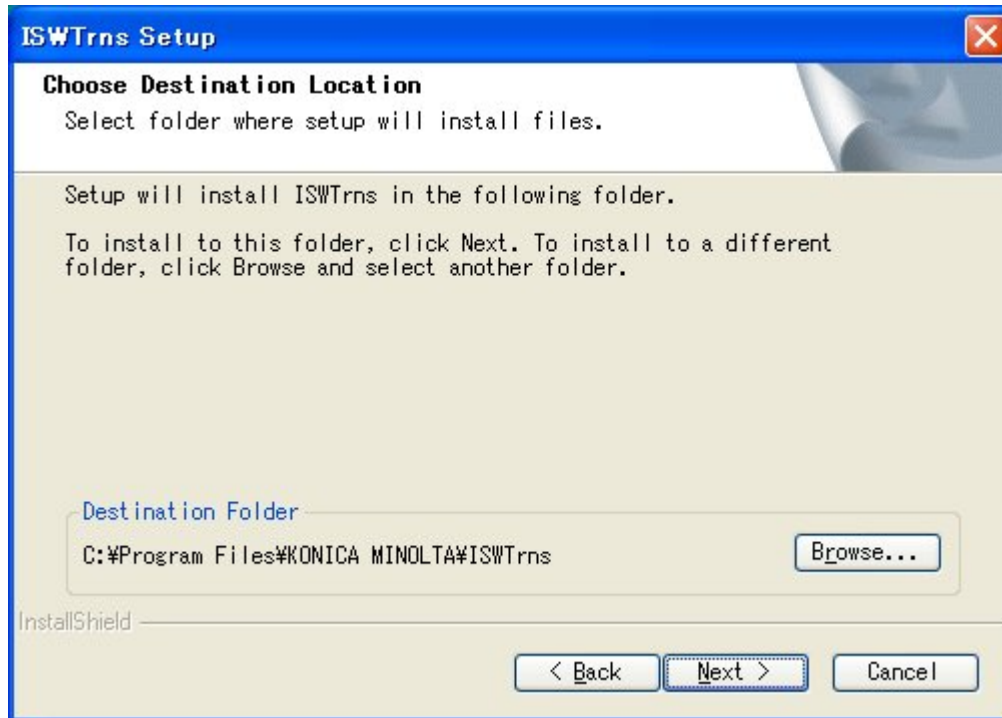 ISWTrns Setup
Choose Destination Location
Select folder where setup will install files.
Setup will install ISWTrns in the following folder.
To install to this folder, click Next. To install to a different
folder, click Browse and select another folder.
Destination Folder
C:¥Program Files¥KONICA MINOLTA¥ISWTrns
Browse...
InstallShield
< Back
Next >
Cancel